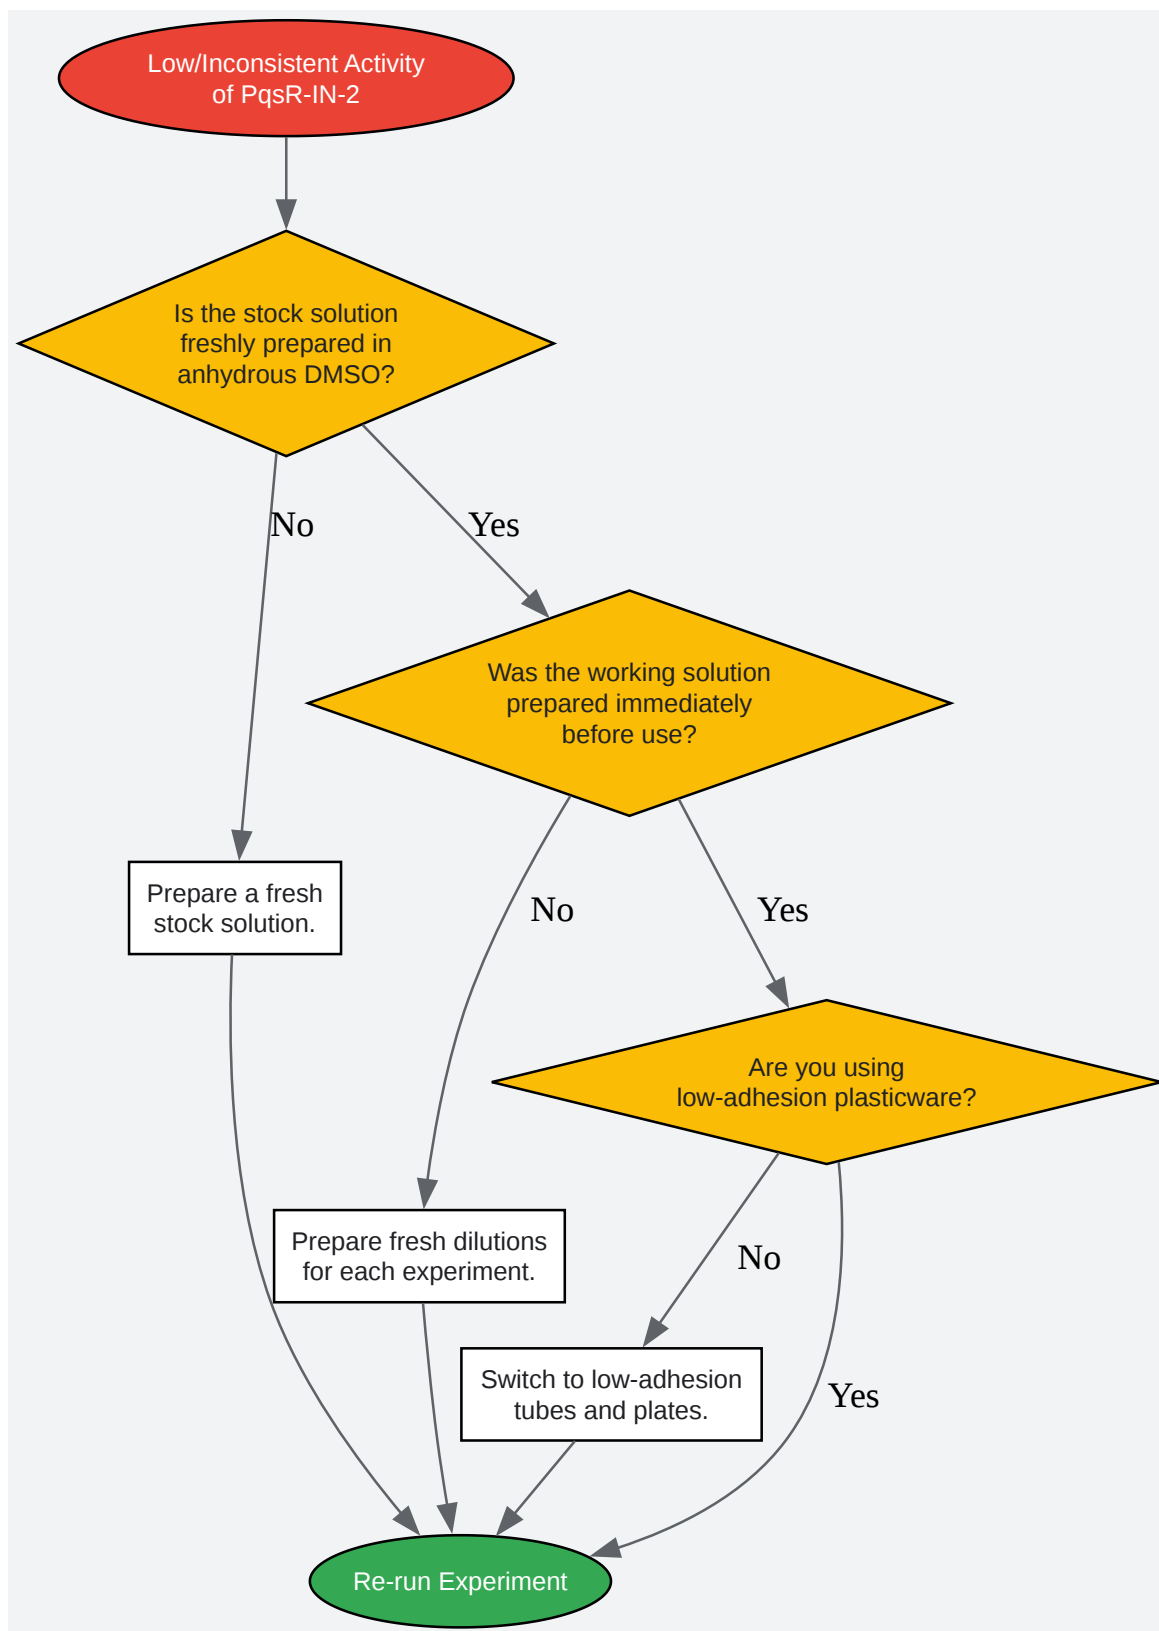 Low/Inconsistent Activity
of PqsR-IN-2
Is the stock solution
freshly prepared in
anhydrous DMSO?
No
Yes
Was the working solution
prepared immediately
before use?
Prepare a fresh
stock solution.
No
Yes
Are you using
low-adhesion plasticware?
Prepare fresh dilutions
for each experiment.
No
Switch to low-adhesion
tubes and plates.
Yes
Re-run Experiment